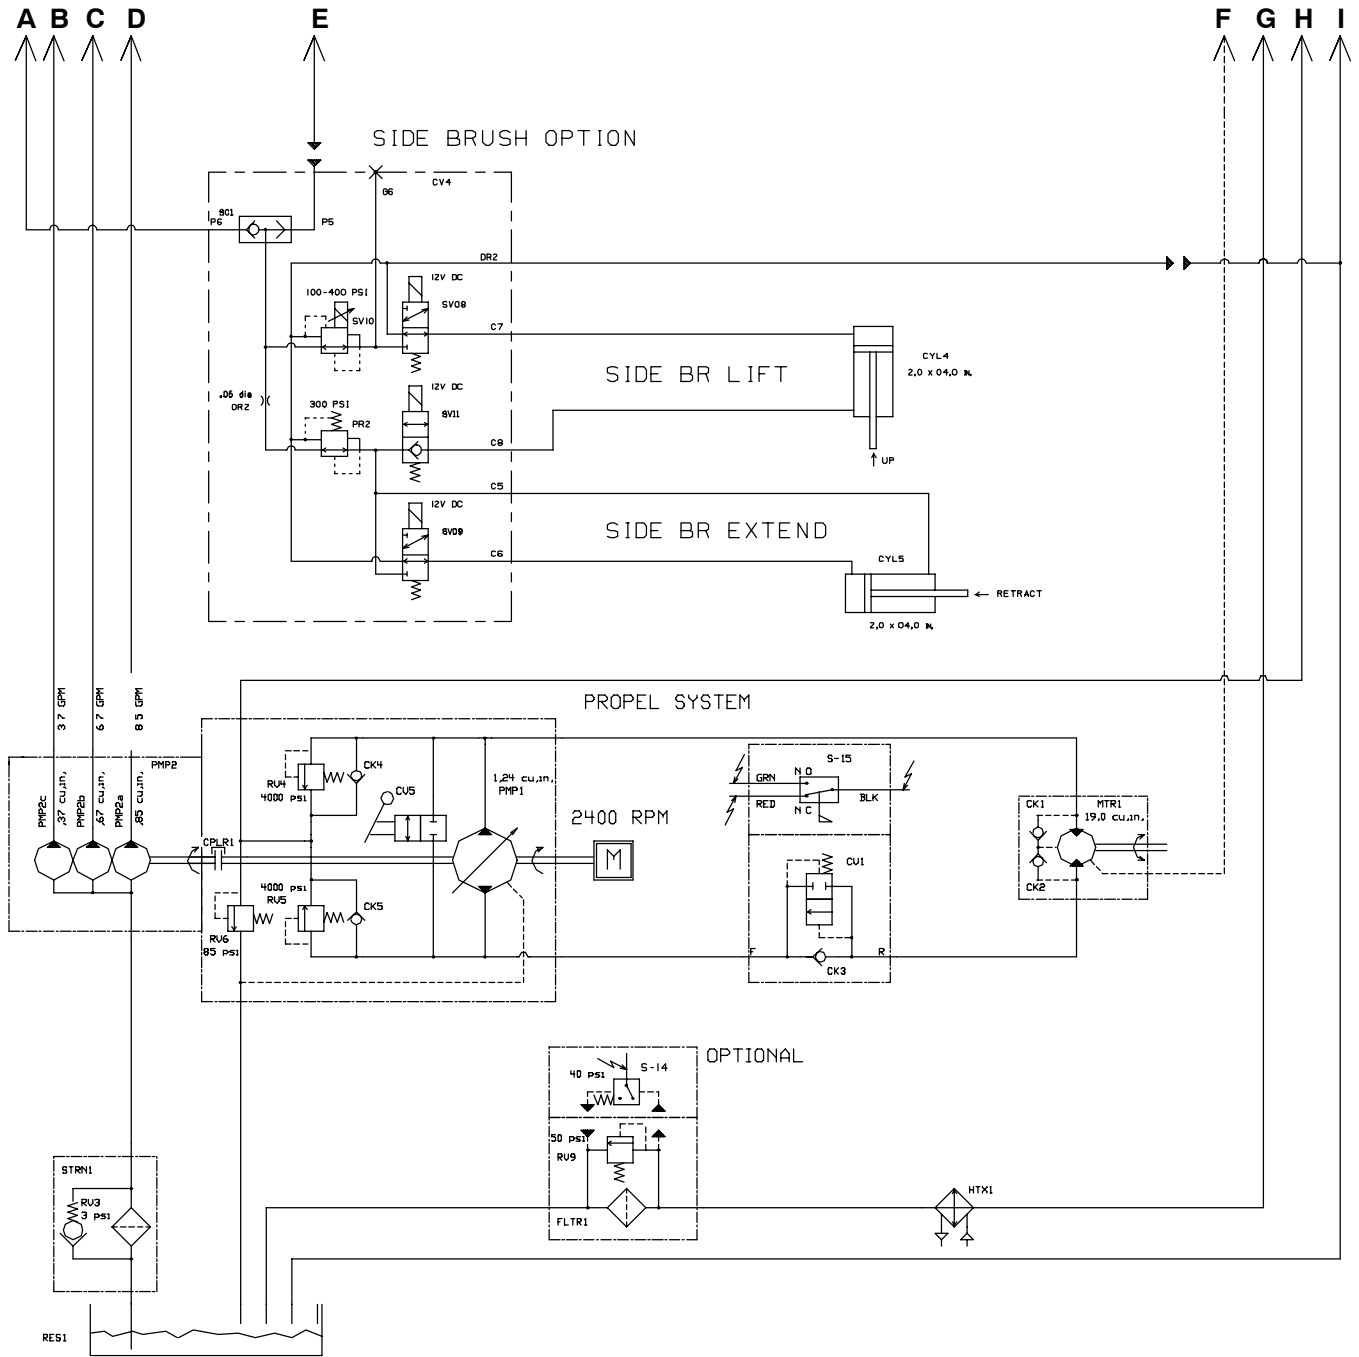 A B C D E F G H I
SIDE BRUSH OPTION
CV4
G6
SC1
P6
P5
DR2
12V DC
100-400 PSI
SV08
SV10
C7
CYL4
2.0 x 04.0 IN.
SIDE BR LIFT
12V DC
.06 dia
OR2
300 PSI
SV11
PR2
C8
UP
C5
12V DC
SIDE BR EXTEND
SV09
C6
CYL5
RETRACT
2.0 x 04.0 IN.
3.7 GPM
6.7 GPM
8.5 GPM
PROPEL SYSTEM
PMP2
PMP2c
.37 cu.in.
PMP2b
.67 cu.in.
PMP2a
.85 cu.in.
CK4
RV4
4000 PSI
CV5
1.24 cu.in.
PMP1
2400 RPM
M
CPLR1
4000 PSI
RV5
CK5
RV6
85 PSI
S-15
N O
GRN
RED
BLK
N C
CV1
F
R
CK3
CK1
MTR1
19.0 cu.in.
CK2
OPTIONAL
S-14
40 PSI
50 PSI
RV9
FLTR1
HTX1
STRN1
RV3
3 PSI
RES1